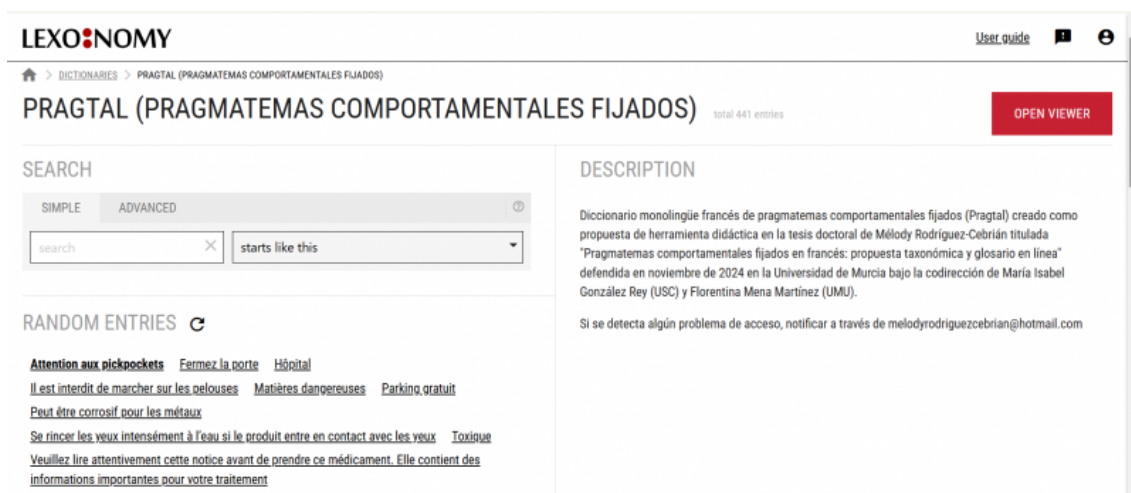 LEXONOMY
User guide
> DICTIONARIES > PRAGTAL (PRAGMATEMAS COMPORTAMENTALES FIJADOS)
PRAGTAL (PRAGMATEMAS COMPORTAMENTALES FIJADOS) total 441 entries
OPEN VIEWER
SEARCH
SIMPLE ADVANCED
search
starts like this
RANDOM ENTRIES
Attention aux pickpockets Fermez la porte Hôpital
Il est interdit de marcher sur les pelouses Matières dangereuses Parking gratuit
Peut être corrosif pour les métaux
Se rincer les yeux intensément à l'eau si le produit entre en contact avec les yeux Toxique
Veuillez lire attentivement cette notice avant de prendre ce médicament. Elle contient des
informations importantes pour votre traitement
DESCRIPTION
Diccionario monolingüe francés de pragmatemas comportamentales fijados (Pragtal) creado como
propuesta de herramienta didáctica en la tesis doctoral de Mélody Rodríguez-Cebrián titulada
"Pragmatemas comportamentales fijados en francés: propuesta taxonómica y glosario en línea"
defendida en noviembre de 2024 en la Universidad de Murcia bajo la codirección de María Isabel
González Rey (USC) y Florentina Mena Martínez (UMU).
Si se detecta algún problema de acceso, notificar a través de melodyrodriguezcebrian@hotmail.com